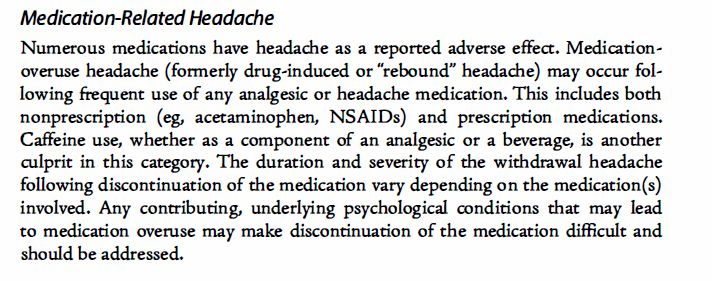 Medication-Related Headache
Numerous medications have headache as a reported adverse effect. Medication-
overuse headache (formerly drug-induced or “rebound” headache) may occur fol-
lowing frequent use of any analgesic or headache medication. This includes both
nonprescription (eg, acetaminophen, NSAIDs) and prescription medications.
Caffeine use, whether as a component of an analgesic or a beverage, is another
culprit in this category. The duration and severity of the withdrawal headache
following discontinuation of the medication vary depending on the medication(s)
involved. Any contributing, underlying psychological conditions that may lead
to medication overuse may make discontinuation of the medication difficult and
should be addressed.